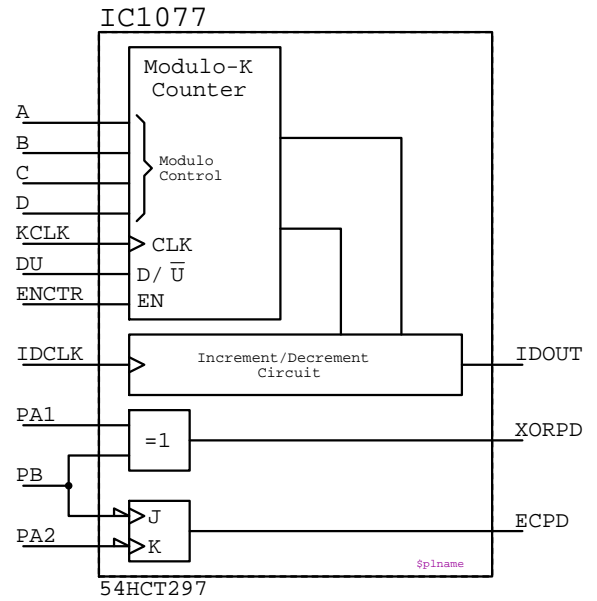 IC1077
Modulo-K
Counter
A
B
C
D
Modulo
Control
KCLK
CLK
DU
D/ U̅
ENCTR
EN
IDCLK
Increment/Decrement
Circuit
IDOUT
PA1
=1
XORPD
PB
J
ECPD
PA2
K
$plname
54HCT297